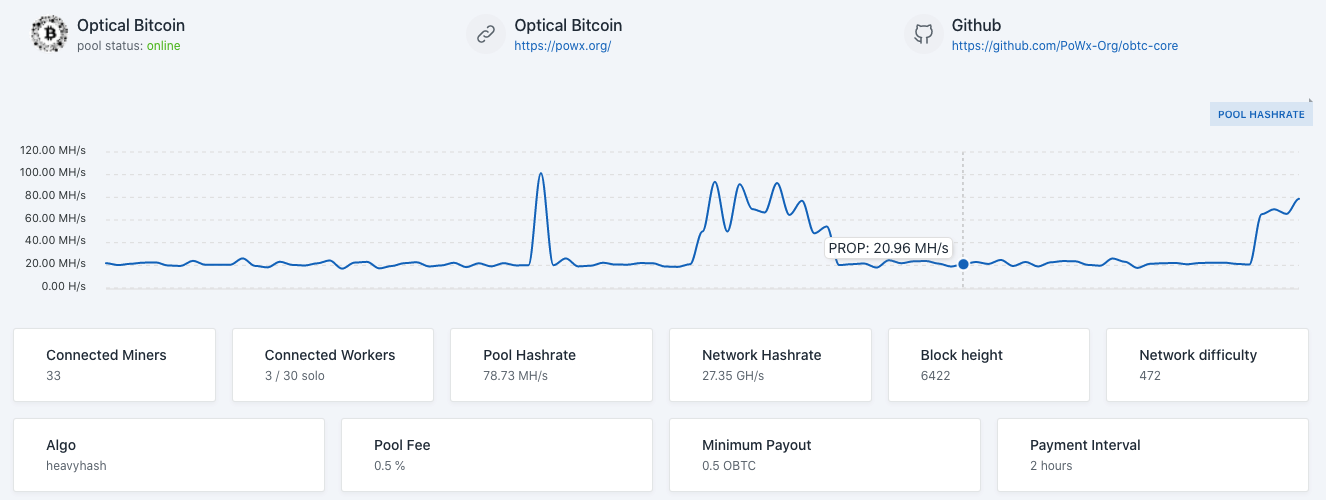 Optical Bitcoin
pool status: online
Optical Bitcoin
https://powx.org/
Github
https://github.com/PoWx-Org/obtc-core
POOL HASHRATE
120.00 MH/s
100.00 MH/s
80.00 MH/s
60.00 MH/s
40.00 MH/s
20.00 MH/s
0.00 H/s
PROP: 20.96 MH/s
Connected Miners
33
Connected Workers
3 / 30 solo
Pool Hashrate
78.73 MH/s
Network Hashrate
27.35 GH/s
Block height
6422
Network difficulty
472
Algo
heavyhash
Pool Fee
0.5 %
Minimum Payout
0.5 OBTC
Payment Interval
2 hours